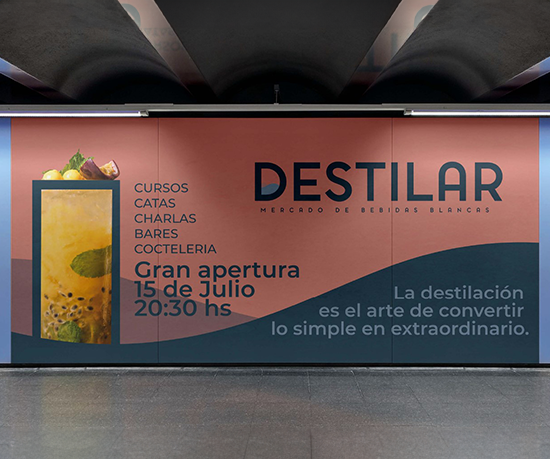 CURSOS
CATAS
CHARLAS
BARES
COCTELERIA
Gran apertura
15 de Julio
20:30 hs
DESTILAR
MERCADO DE BEBIDAS BLANCAS
La destilación
es el arte de convertir
lo simple en extraordinario.